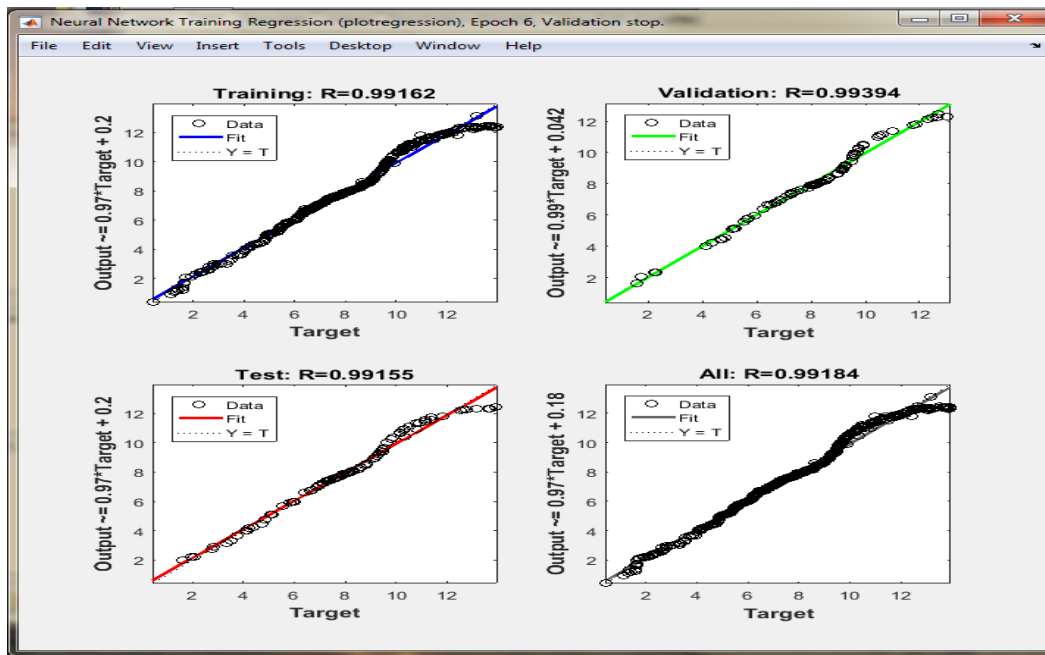 Neural Network Training Regression (plotregression), Epoch 6, Validation stop.
File Edit View Insert Tools Desktop Window Help
Training: R=0.99162
Output ~= 0.97*Target + 0.2
12
10
8
6
4
2
Data
Fit
Y = T
2 4 6 8 10 12
Target
Validation: R=0.99394
Output ~= 0.99*Target + 0.042
12
10
8
6
4
2
Data
Fit
Y = T
2 4 6 8 10 12
Target
Test: R=0.99155
Output ~= 0.97*Target + 0.2
12
10
8
6
4
2
Data
Fit
Y = T
2 4 6 8 10 12
Target
All: R=0.99184
Output ~= 0.97*Target + 0.18
12
10
8
6
4
2
Data
Fit
Y = T
2 4 6 8 10 12
Target